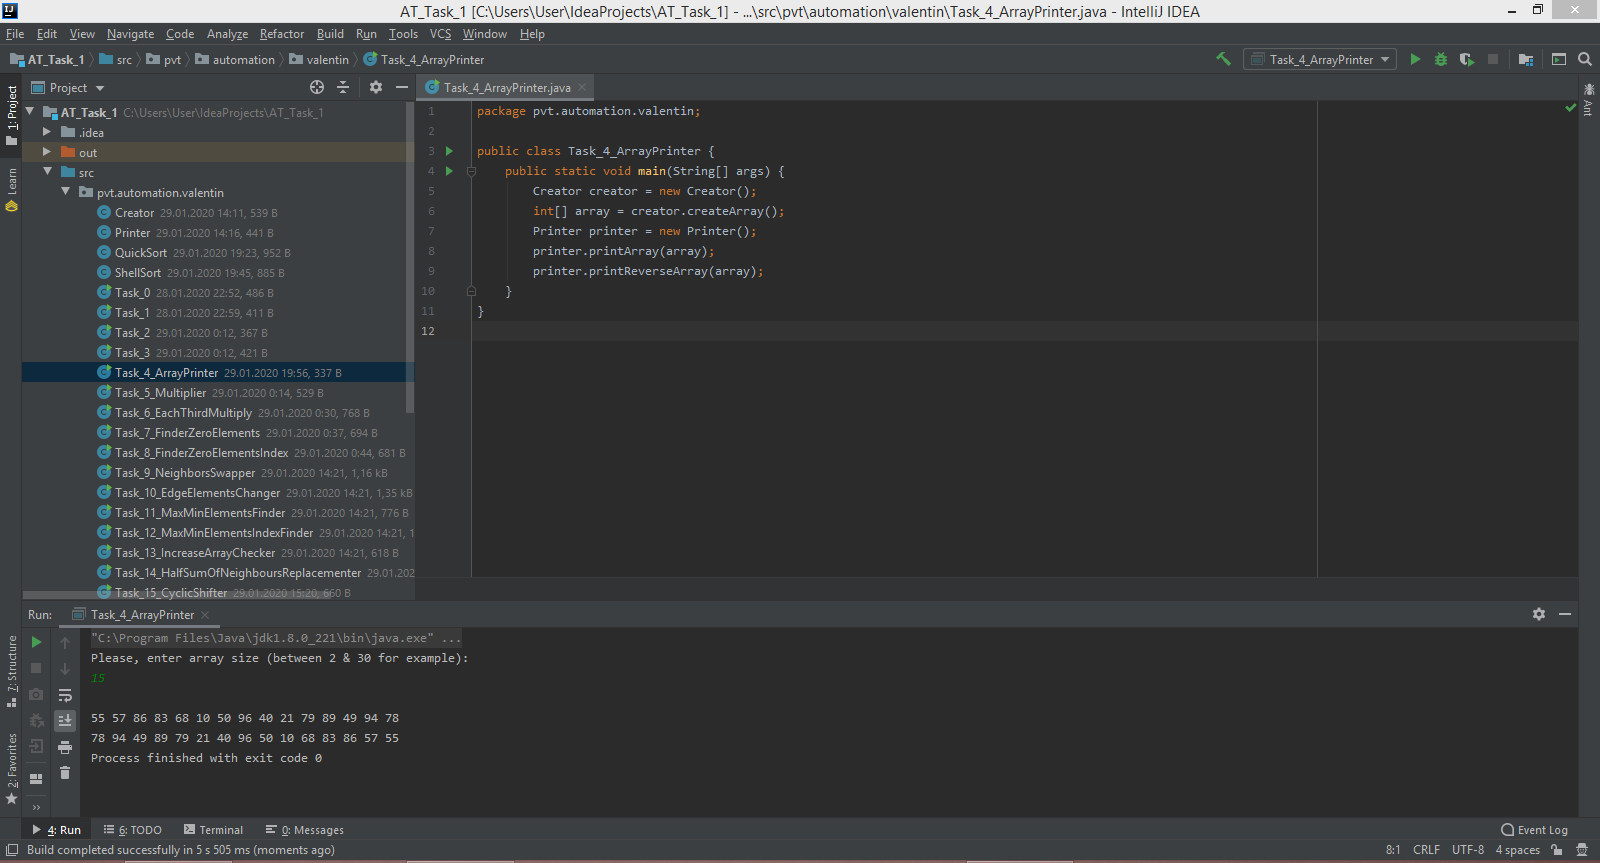 AT_Task_1 [C:\Users\User\IdeaProjects\AT_Task_1] - ...\src\pvt\automation\valentin\Task_4_ArrayPrinter.java - IntelliJ IDEA
File Edit View Navigate Code Analyze Refactor Build Run Tools VCS Window Help
AT_Task_1 src pvt automation valentin Task_4_ArrayPrinter
Task_4_ArrayPrinter
1: Project
Learn
7: Structure
2: Favorites
Project
AT_Task_1 C:\Users\User\IdeaProjects\AT_Task_1
.idea
out
src
pvt.automation.valentin
Creator 29.01.2020 14:11, 539 B
Printer 29.01.2020 14:16, 441 B
QuickSort 29.01.2020 19:23, 952 B
ShellSort 29.01.2020 19:45, 885 B
Task_0 28.01.2020 22:52, 486 B
Task_1 28.01.2020 22:59, 411 B
Task_2 29.01.2020 0:12, 367 B
Task_3 29.01.2020 0:12, 421 B
Task_4_ArrayPrinter 29.01.2020 19:56, 337 B
Task_5_Multiplier 29.01.2020 0:14, 529 B
Task_6_EachThirdMultiply 29.01.2020 0:30, 768 B
Task_7_FinderZeroElements 29.01.2020 0:37, 694 B
Task_8_FinderZeroElementsIndex 29.01.2020 0:44, 681 B
Task_9_NeighborsSwapper 29.01.2020 14:21, 1,16 kB
Task_10_EdgeElementsChanger 29.01.2020 14:21, 1,35 kB
Task_11_MaxMinElementsFinder 29.01.2020 14:21, 776 B
Task_12_MaxMinElementsIndexFinder 29.01.2020 14:21, 1
Task_13_IncreaseArrayChecker 29.01.2020 14:21, 618 B
Task_14_HalfSumOfNeighboursReplacementer 29.01.202
Task_15_CyclicShifter 29.01.2020 15:20, 660 B
Task_4_ArrayPrinter.java
1 package pvt.automation.valentin;
2
3 public class Task_4_ArrayPrinter {
4 public static void main(String[] args) {
5 Creator creator = new Creator();
6 int[] array = creator.createArray();
7 Printer printer = new Printer();
8 printer.printArray(array);
9 printer.printReverseArray(array);
10 }
11 }
12
Ant
Run: Task_4_ArrayPrinter
"C:\Program Files\Java\jdk1.8.0_221\bin\java.exe" ...
Please, enter array size (between 2 & 30 for example):
15
55 57 86 83 68 10 50 96 40 21 79 89 49 94 78
78 94 49 89 79 21 40 96 50 10 68 83 86 57 55
Process finished with exit code 0
4: Run 6: TODO Terminal 0: Messages Event Log
Build completed successfully in 5 s 505 ms (moments ago) 8:1 CRLF UTF-8 4 spaces